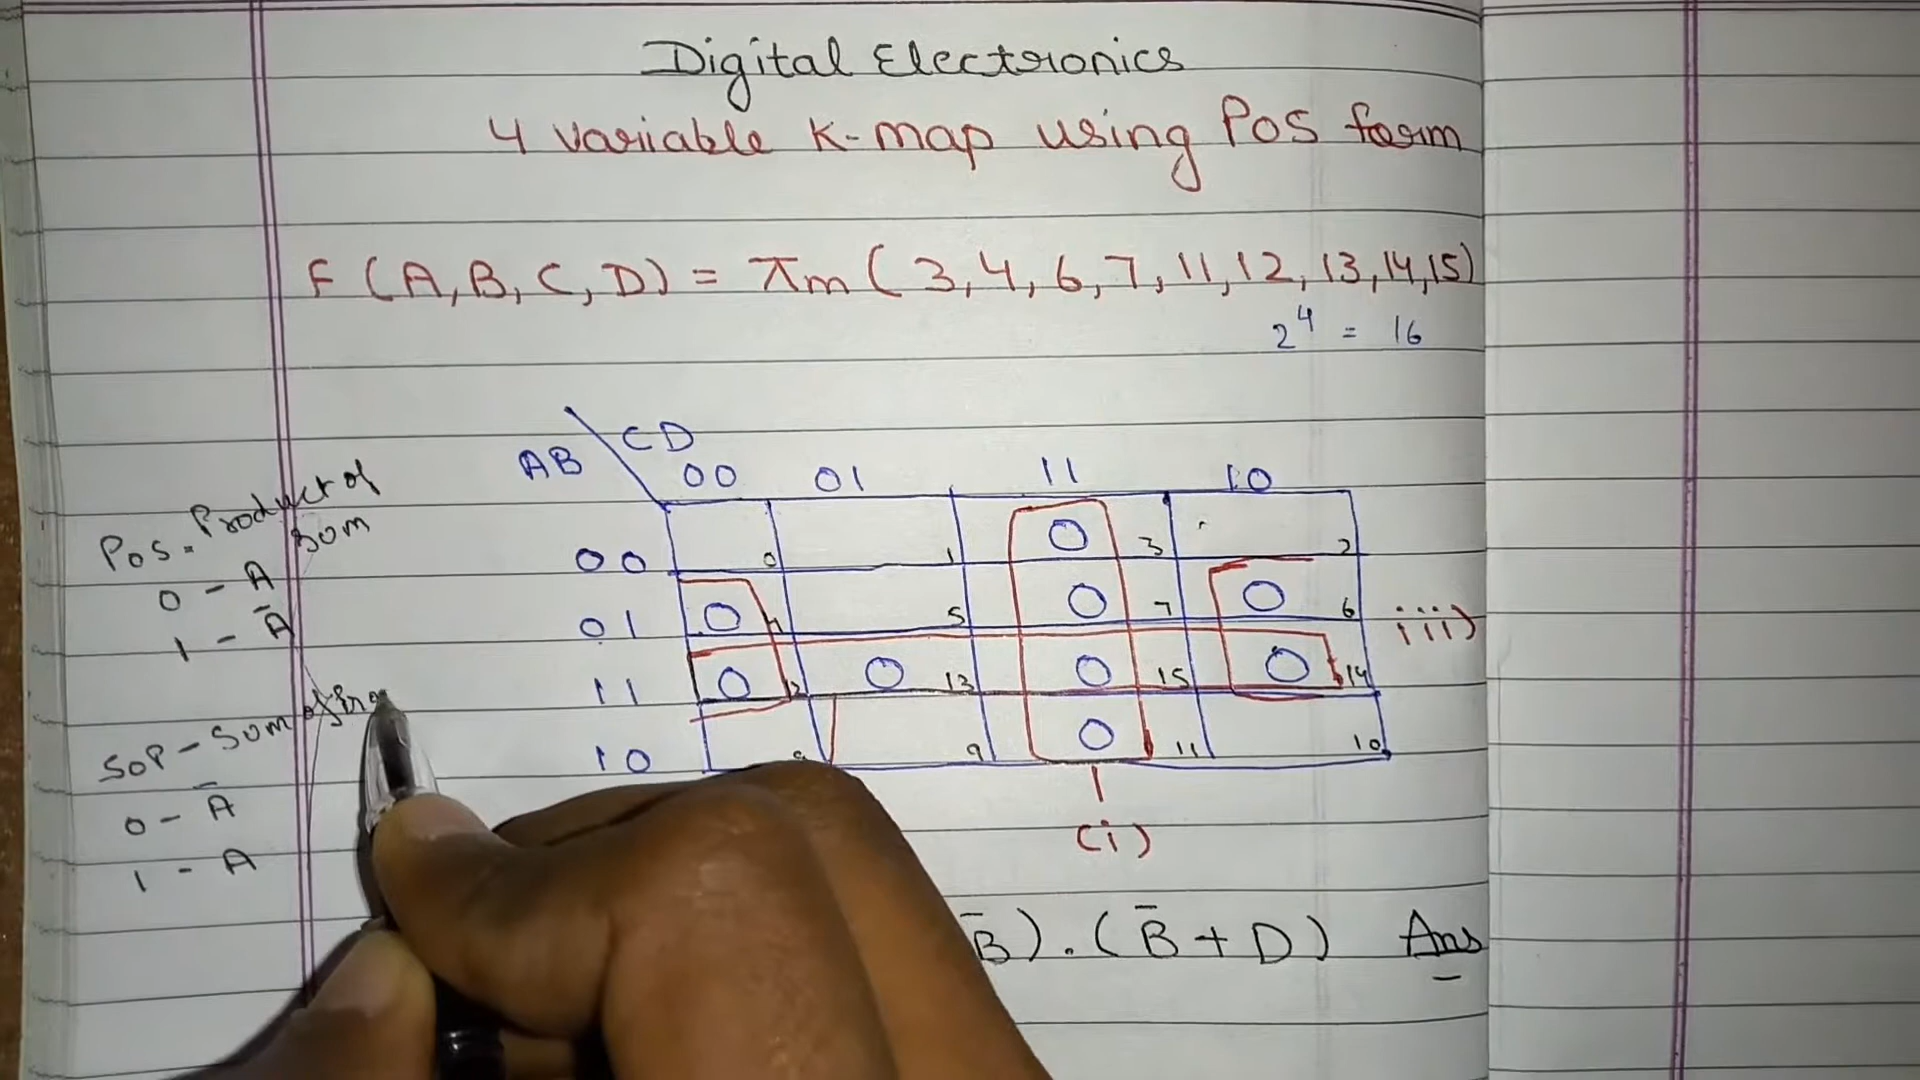 Digital Electronics
4 variable K-map using POS form
F (A, B, C, D) = πm ( 3, 4, 6, 7, 11, 12, 13, 14, 15)
2⁴ = 16
AB CD
00 01 11 10
00 0 1 0 3 2
01 0 4 5 0 7 0 6 iii)
11 0 12 0 13 0 15 0 14
10 8 9 0 11 10
(i)
POS - Product of
Som
0 - A
1 - A̅
SOP - Som of
0 - A̅
1 - A
B̅) . (B̅ + D) Ans